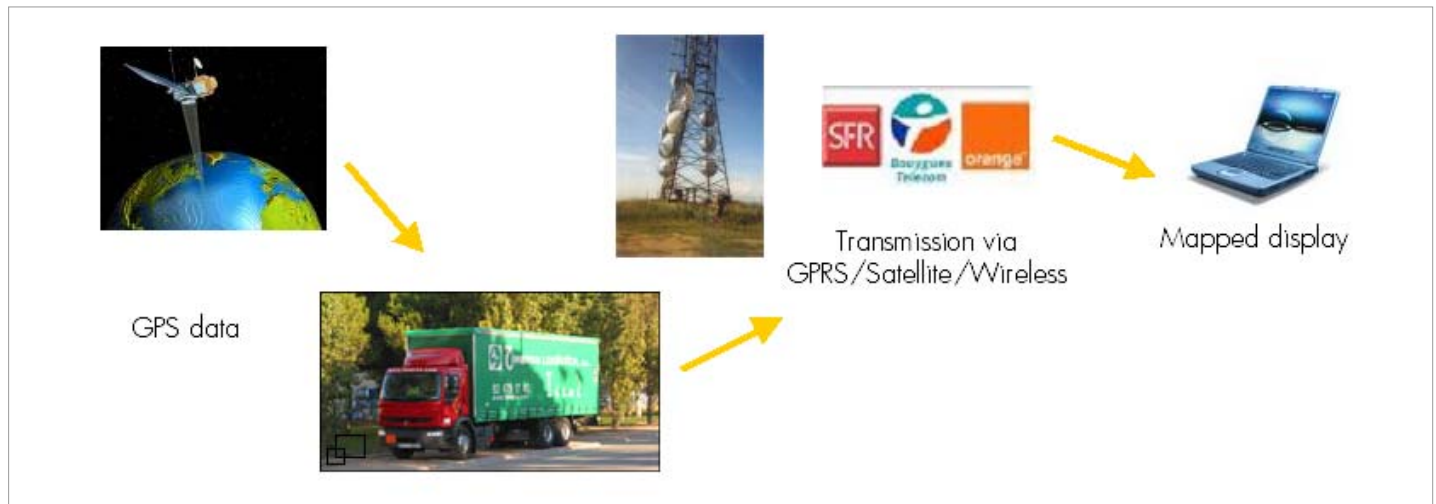 GPS data
SFR
Bouygues
Telecom
orange
Transmission via
GPRS/Satellite/Wireless
Mapped display